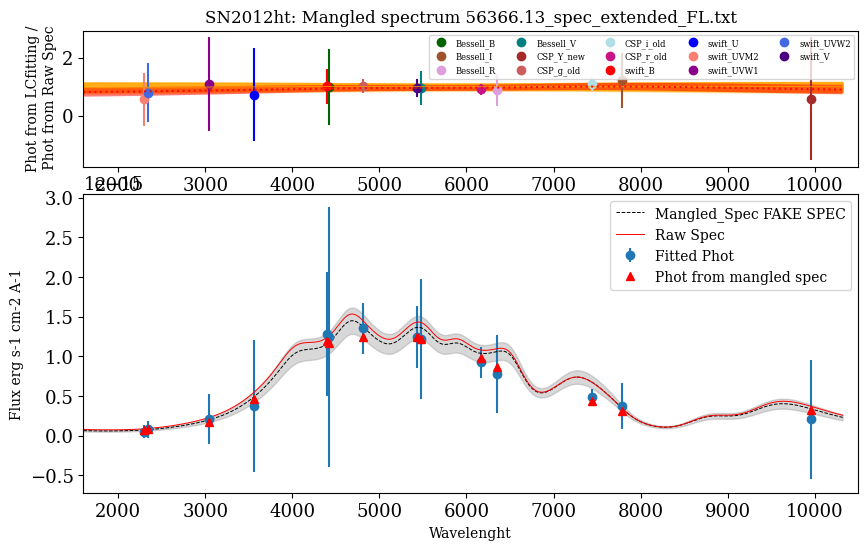 SN2012ht: Mangled spectrum 56366.13_spec_extended_FL.txt
Phot from LCfitting /
Phot from Raw Spec
2
0
Bessell_B Bessell_V CSP_i_old swift_U swift_UVW2
Bessell_I CSP_Y_new CSP_r_old swift_UVM2 swift_V
Bessell_R CSP_g_old swift_B swift_UVW1
2000 3000 4000 5000 6000 7000 8000 9000 10000
Flux erg s-1 cm-2 A-1
3.0
2.5
2.0
1.5
1.0
0.5
0.0
−0.5
Mangled_Spec FAKE SPEC
Raw Spec
Fitted Phot
Phot from mangled spec
2000 3000 4000 5000 6000 7000 8000 9000 10000
Wavelenght